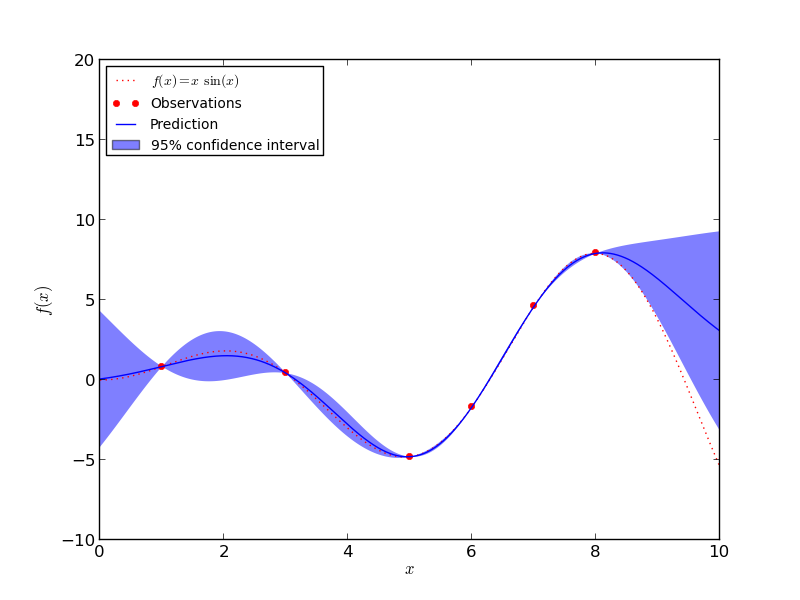 20
15
10
5
0
−5
−10
f(x)
f(x) = x sin(x)
Observations
Prediction
95% confidence interval
0 2 4 6 8 10
x